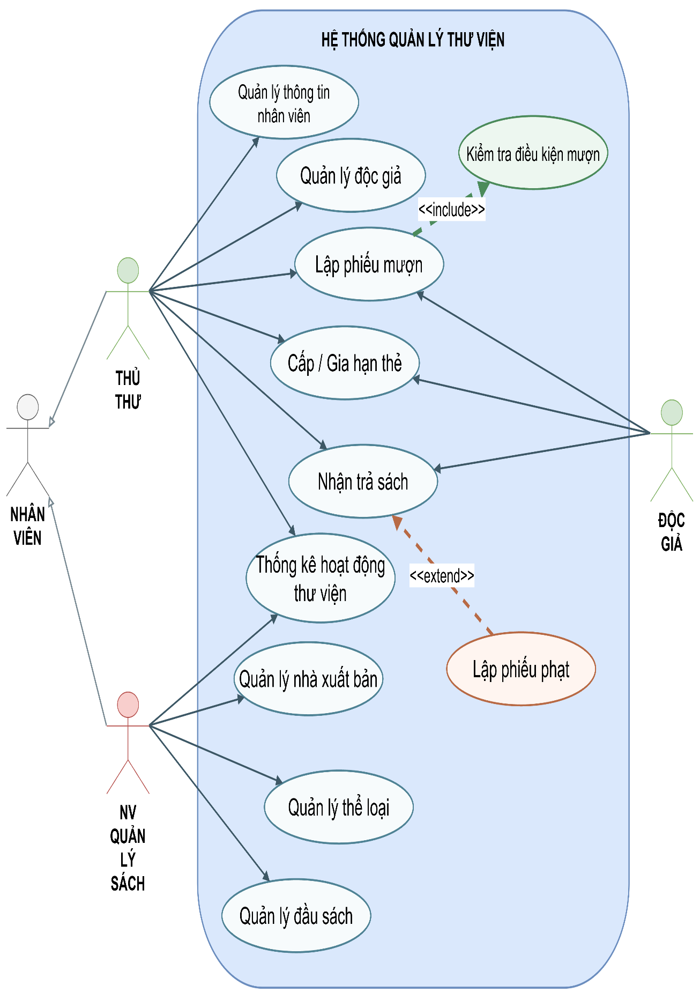 HỆ THỐNG QUẢN LÝ THƯ VIỆN
Quản lý thông tin
nhân viên
Kiểm tra điều kiện mượn
Quản lý độc giả
<<include>>
Lập phiếu mượn
Cấp / Gia hạn thẻ
THỦ
THƯ
Nhận trả sách
NHÂN
VIÊN
ĐỘC
GIẢ
Thống kê hoạt động
thư viện
<<extend>>
Lập phiếu phạt
Quản lý nhà xuất bản
Quản lý thể loại
NV
QUẢN
LÝ
SÁCH
Quản lý đầu sách